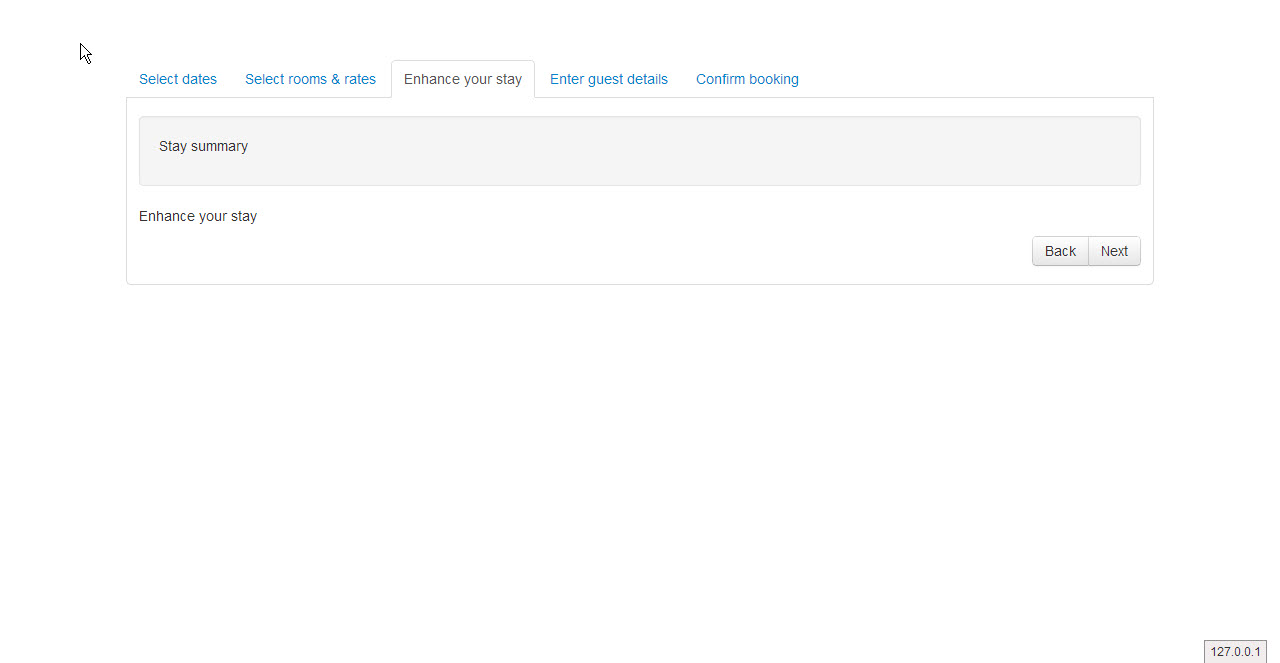 Select dates Select rooms & rates Enhance your stay Enter guest details Confirm booking
Stay summary
Enhance your stay
Back Next
127.0.0.1